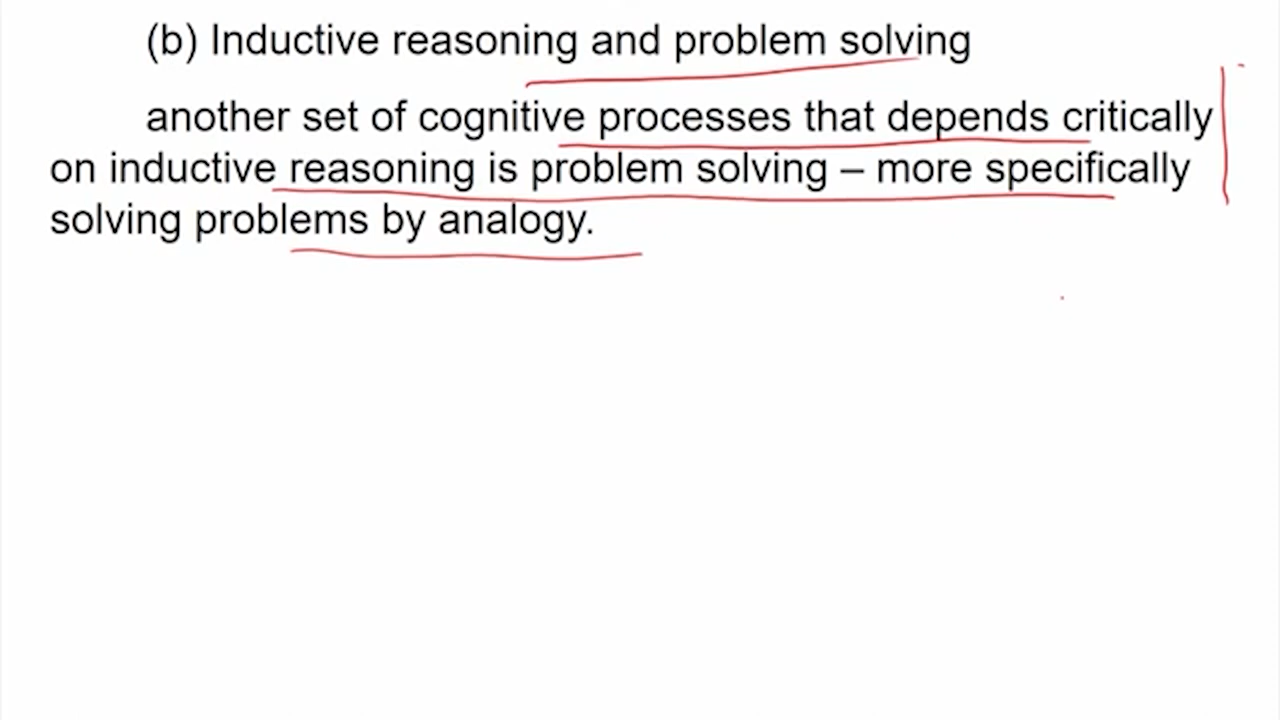 (b) Inductive reasoning and problem solving
another set of cognitive processes that depends critically
on inductive reasoning is problem solving – more specifically
solving problems by analogy.